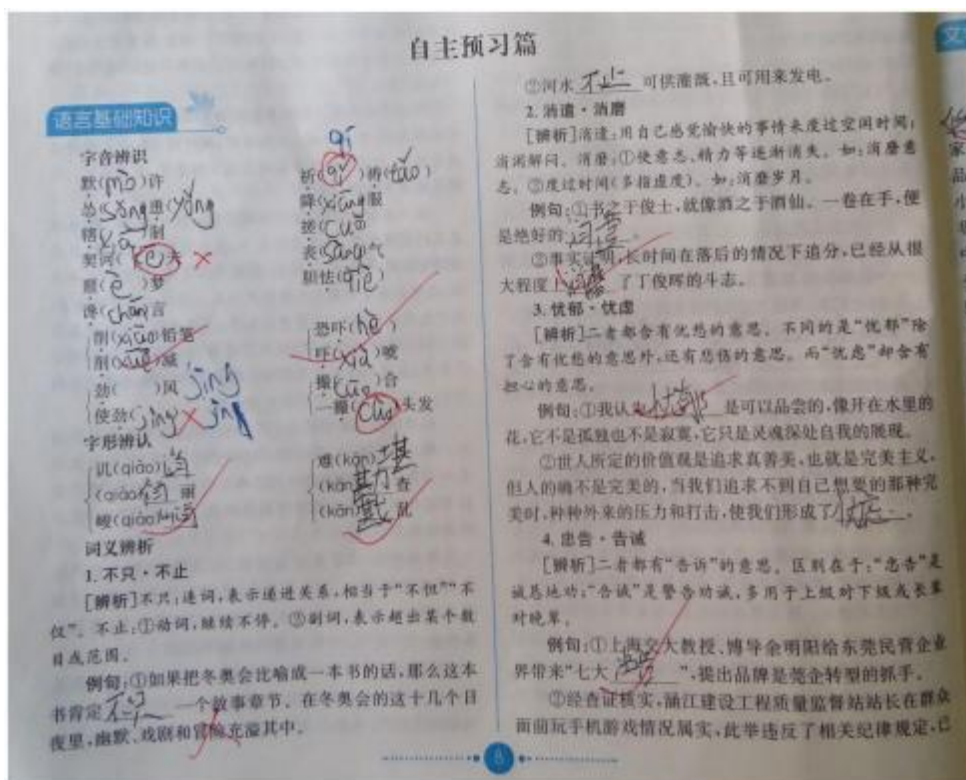 自主预习篇
语言基础知识
字音辨识
默(mò)许
怂(sǒng)恿(yǒng)
辖(xiá)制
契诃(ē)夫
噩(è)梦
谗(chán)言
削(xiāo)铅笔
削(xuē)减
劲( )风 jìng
使劲(jìng) jìn
qí
祈(qǐ)祷(dǎo)
降(xiáng)服
搓(cuō)
丧(sàng)气
胆怯(qiè)
恐吓(hè)
吓(xià)唬
撮(cuō)合
一撮(cuō)头发
字形辨认
讥(qiào)诮
(qiào)俏丽
峻(qiào)峭
难(kān)堪
(kān)勘查
(kān)戡乱
词义辨析
1. 不只·不止
[辨析]不只:连词,表示递进关系,相当于“不但”“不
仅”。不止:①动词,继续不停。②副词,表示超出某个数
目或范围。
例句:①如果把冬奥会比喻成一本书的话,那么这本
书肯定不只一个故事章节。在冬奥会的这十几个日
夜里,幽默、戏剧和冒险充溢其中。
②河水不止可供灌溉,且可用来发电。
2. 消遣·消磨
[辨析]消遣:用自己感觉愉快的事情来度过空闲时间;
消闲解闷。消磨:①使意志、精力等逐渐消失。如:消磨意
志。②度过时间(多指虚度)。如:消磨岁月。
例句:①书之于俊士,就像酒之于酒仙。一卷在手,便
是绝好的消遣。
②事实证明,长时间在落后的情况下追分,已经从很
大程度上消磨了丁俊晖的斗志。
3. 忧郁·忧虑
[辨析]二者都含有忧愁的意思。不同的是“忧郁”除
了含有忧愁的意思外,还有悲伤的意思。而“忧虑”却含有
担心的意思。
例句:①我认为忧郁是可以品尝的,像开在水里的
花,它不是孤独也不是寂寞,它只是灵魂深处自我的展现。
②世人所定的价值观是追求真善美,也就是完美主义,
但人的确不是完美的,当我们追求不到自己想要的那种完
美时,种种外来的压力和打击,使我们形成了忧虑。
4. 忠告·告诫
[辨析]二者都有“告诉”的意思。区别在于:“忠告”是
诚恳地劝;“告诫”是警告劝诫,多用于上级对下级或长辈
对晚辈。
例句:①上海交大教授、博导余明阳给东莞民营企业
界带来“七大忠告”,提出品牌是莞企转型的抓手。
②经查证核实,涵江建设工程质量监督站站长在群众
面前玩手机游戏情况属实,此举违反了相关纪律规定,已
8